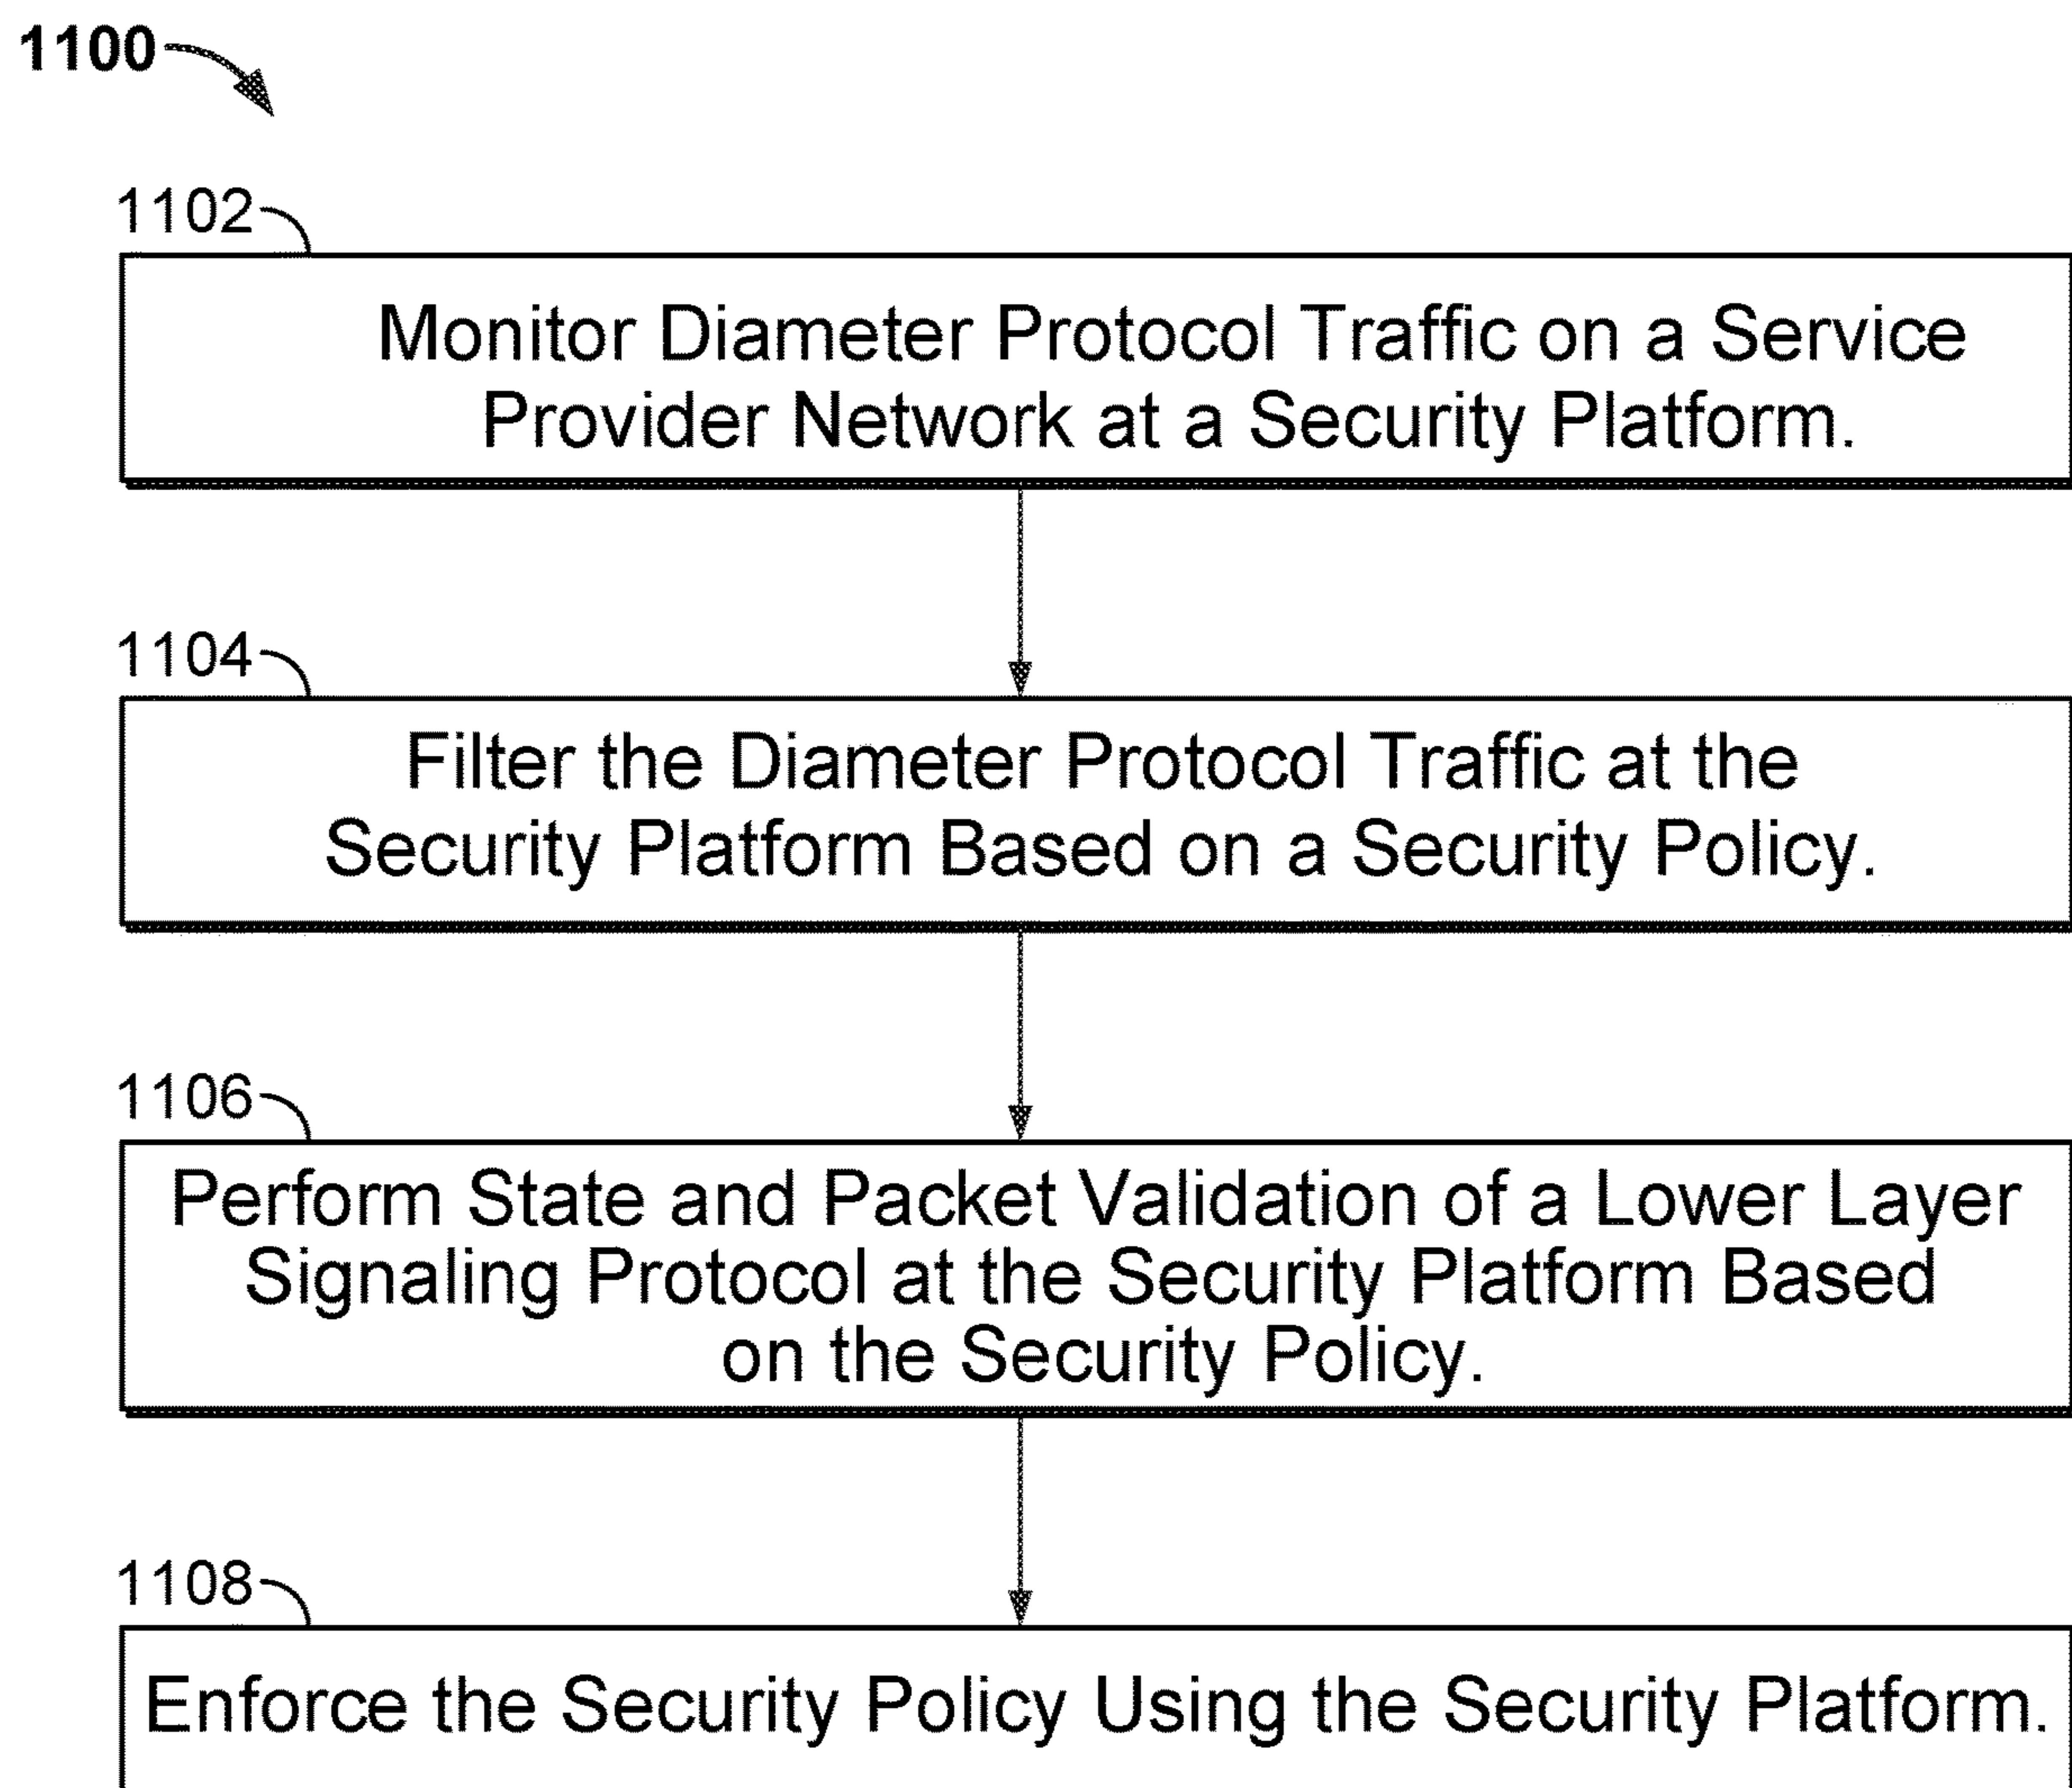 1100
1102
Monitor Diameter Protocol Traffic on a Service
Provider Network at a Security Platform.
1104
Filter the Diameter Protocol Traffic at the
Security Platform Based on a Security Policy.
1106
Perform State and Packet Validation of a Lower Layer
Signaling Protocol at the Security Platform Based
on the Security Policy.
1108
Enforce the Security Policy Using the Security Platform.